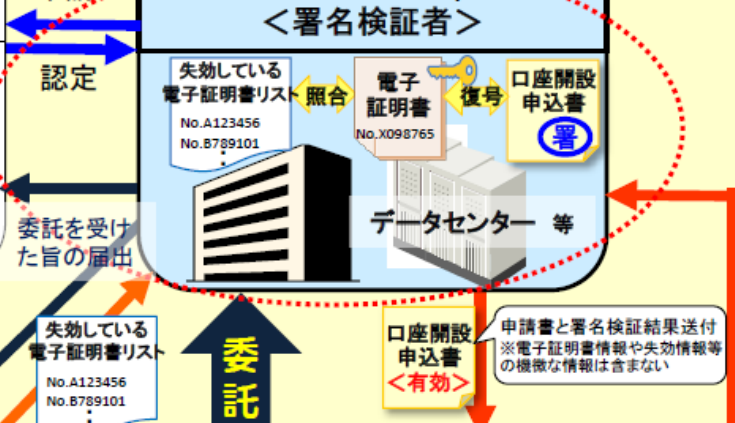 ＜署名検証者＞
認定
失効している
電子証明書リスト
No.A123456
No.B789101
：
照合
電子
証明書
No.X098765
復号
口座開設
申込書
署
データセンター 等
委託を受け
た旨の届出
失効している
電子証明書リスト
No.A123456
No.B789101
：
委
託
口座開設
申込書
＜有効＞
申請書と署名検証結果送付
※電子証明書情報や失効情報等
の機微な情報は含まない